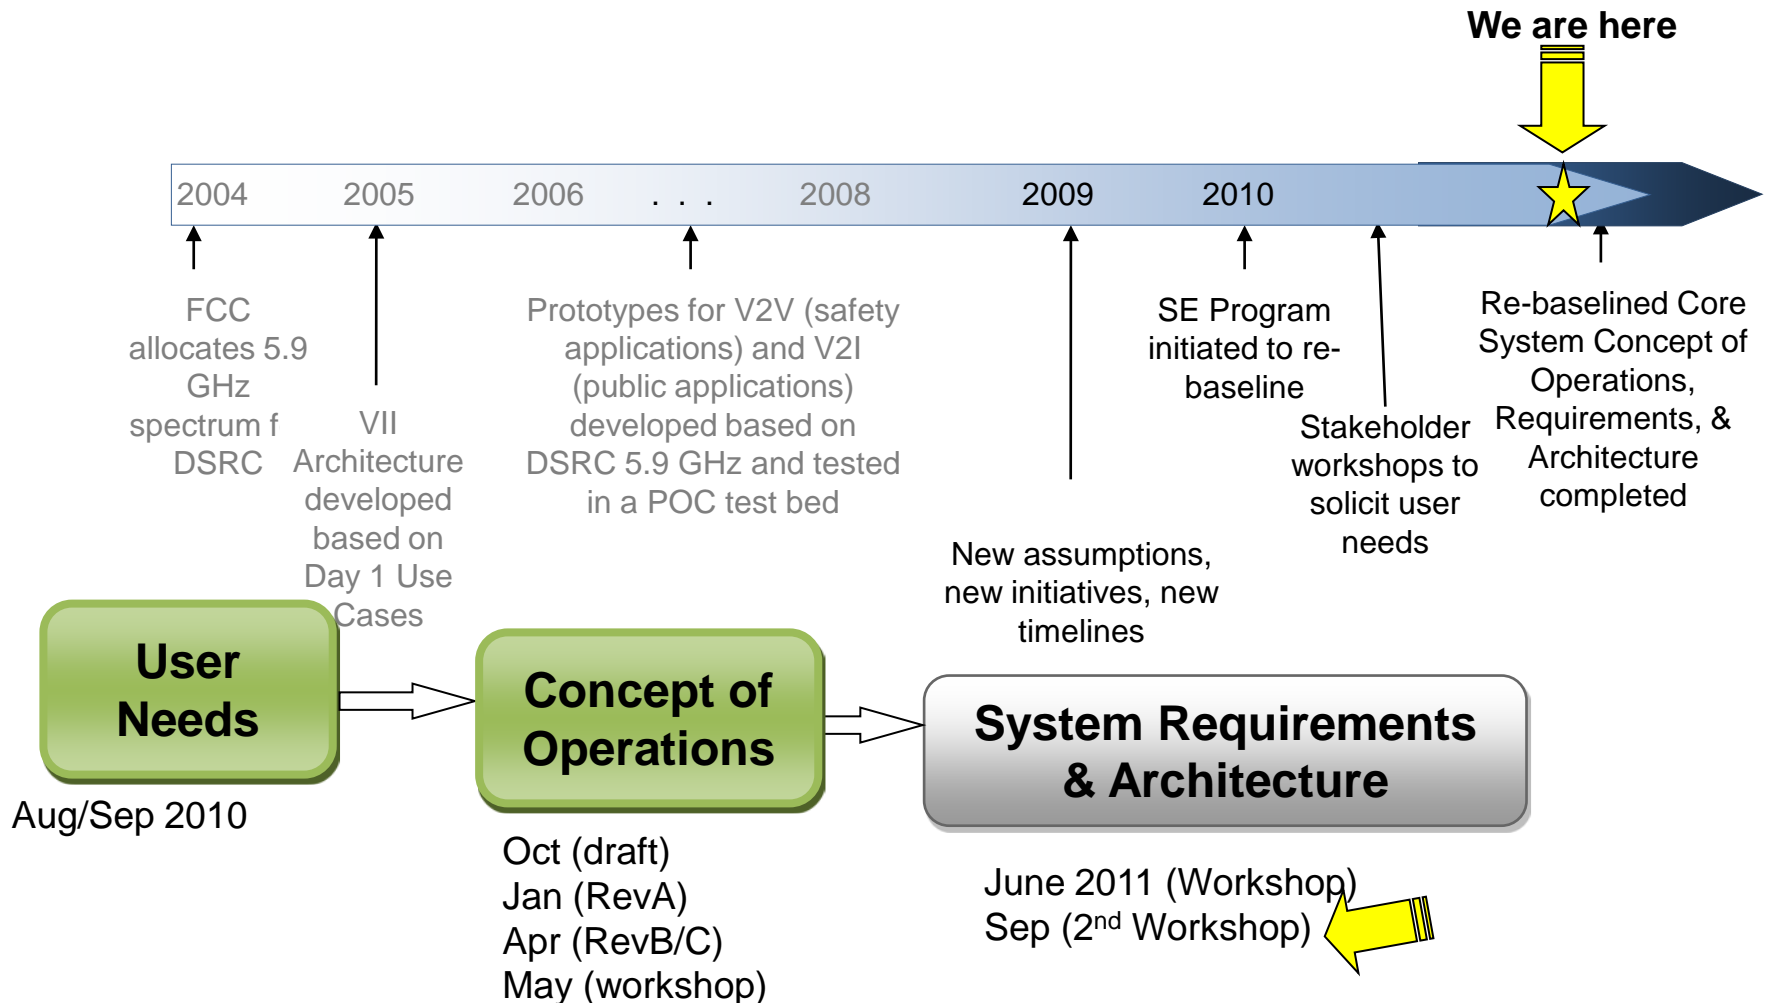 We are here
2004 2005 2006 . . . 2008 2009 2010
FCC
allocates 5.9
GHz
spectrum f
DSRC
VII
Architecture
developed
based on
Day 1 Use
Cases
Prototypes for V2V (safety
applications) and V2I
(public applications)
developed based on
DSRC 5.9 GHz and tested
in a POC test bed
New assumptions,
new initiatives, new
timelines
SE Program
initiated to re-
baseline
Stakeholder
workshops to
solicit user
needs
Re-baselined Core
System Concept of
Operations,
Requirements, &
Architecture
completed
User
Needs
Aug/Sep 2010
Concept of
Operations
Oct (draft)
Jan (RevA)
Apr (RevB/C)
May (workshop)
System Requirements
& Architecture
June 2011 (Workshop)
Sep (2nd Workshop)